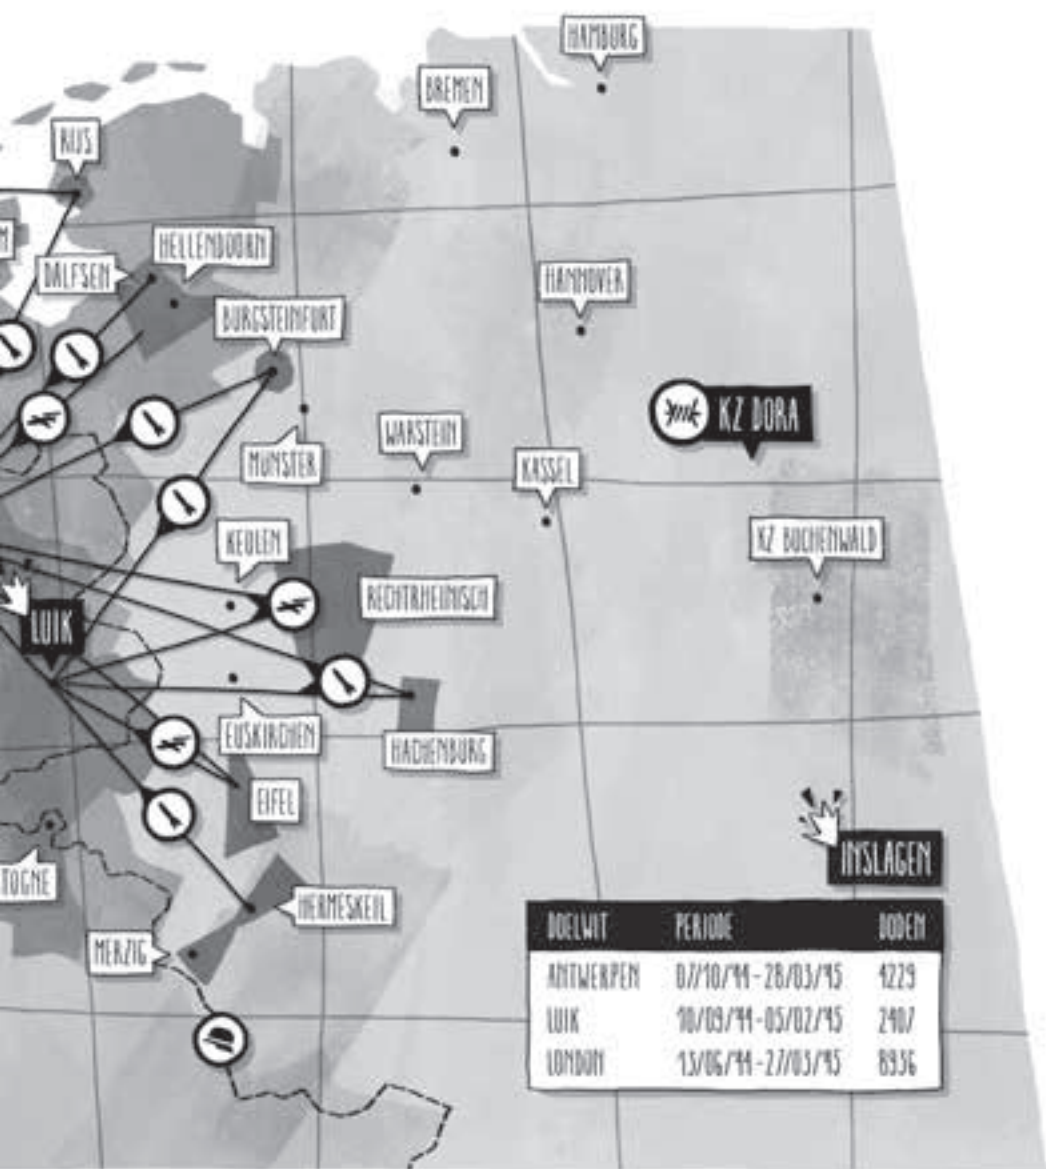 HAMBURG
BREMEN
RIJS
M
HELLENDOORN
DALFSEN
HANNOVER
BURGSTEINFURT
KZ DORA
WARSTEIN
MUNSTER
KASSEL
KEULEN
KZ BUCHENWALD
RECHTRHEINISCH
LUIK
EUSKIRCHEN
HACHENBURG
EIFEL
INSLAGEN
TOGNE
HERMESKEIL
MERZIG
DOELWIT PERIODE DODEN
ANTWERPEN 07/10/44-28/03/45 4229
LUIK 10/09/44-05/02/45 2407
LONDON 13/06/44-27/03/45 8936